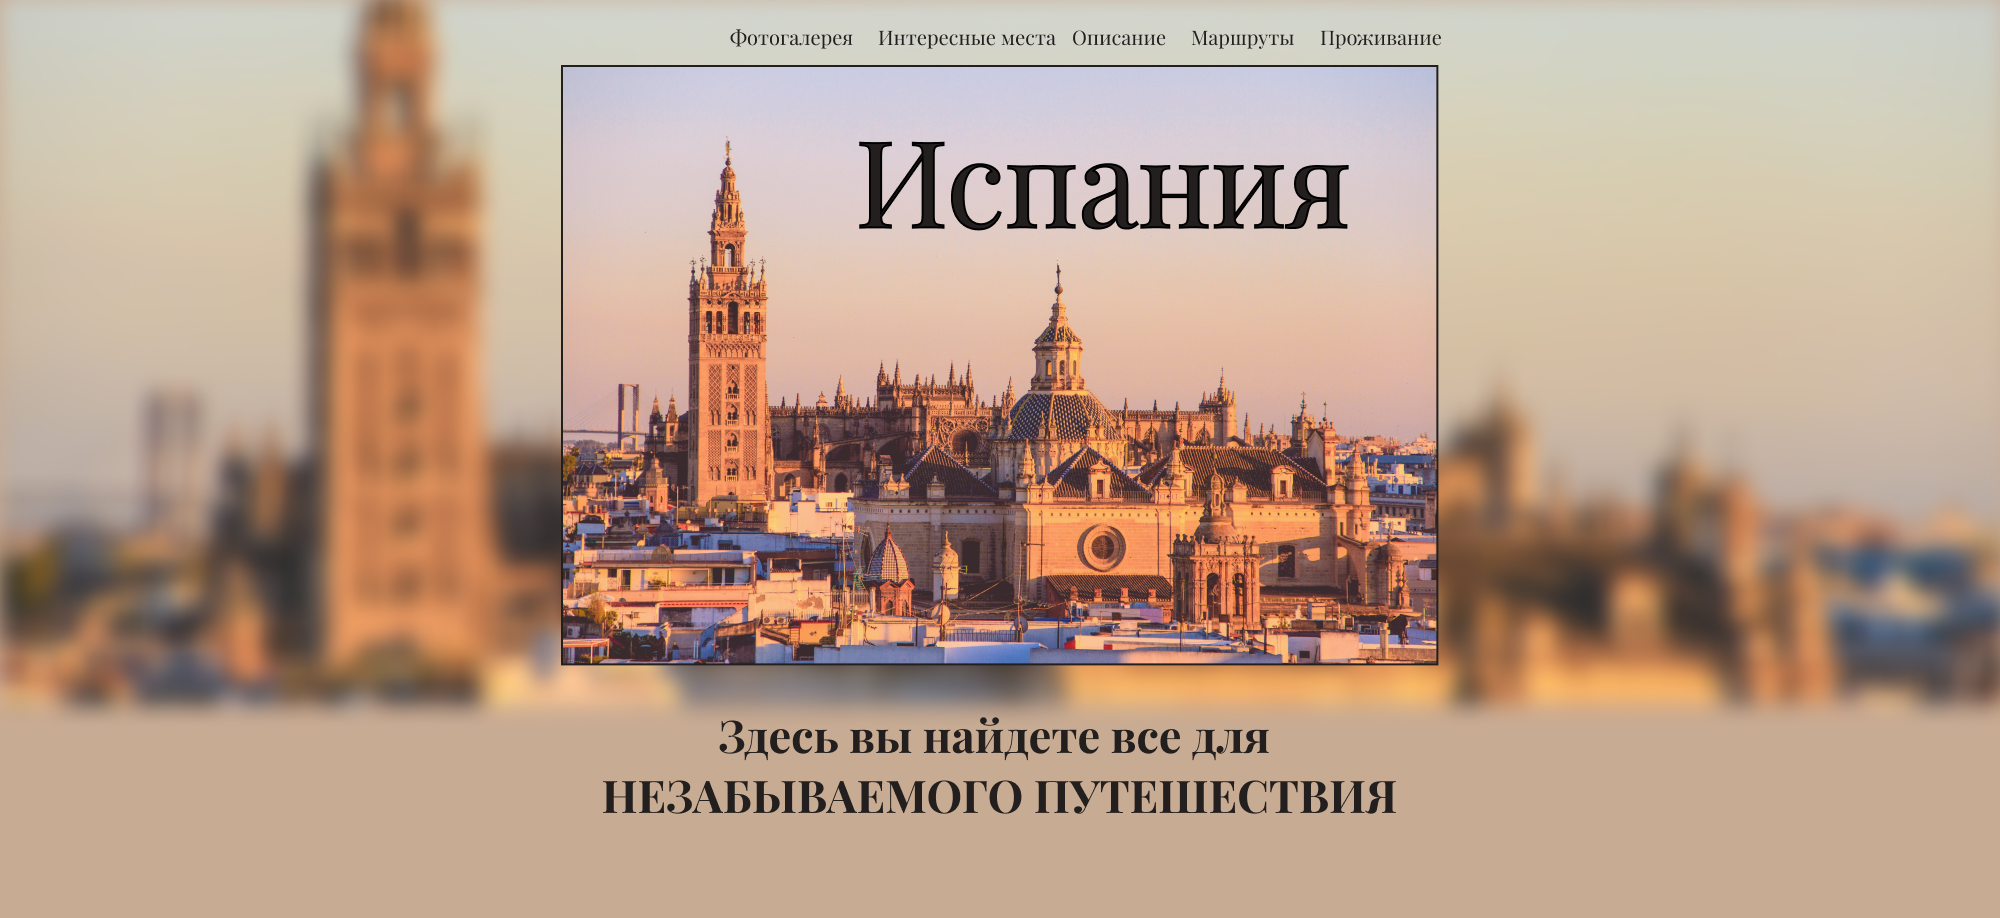 Фотогалерея Интересные места Описание Маршруты Проживание
Испания
Здесь вы найдете все для
НЕЗАБЫВАЕМОГО ПУТЕШЕСТВИЯ